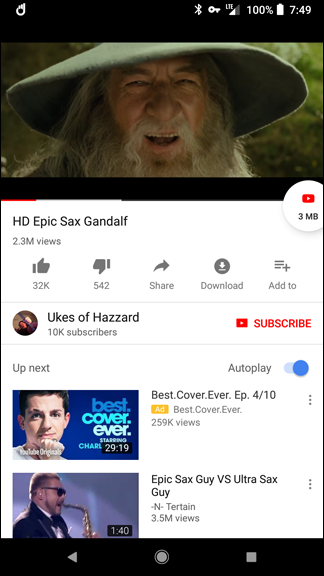 LTE 100% 7:49
3 MB
HD Epic Sax Gandalf
2.3M views
32K 542 Share Download Add to
Ukes of Hazzard
10K subscribers
SUBSCRIBE
Up next Autoplay
best.
cover.
ever.
STARRING
CHARL
YouTube Originals
29:19
Best.Cover.Ever. Ep. 4/10
Ad Best.Cover.Ever.
259K views
1:40
Epic Sax Guy VS Ultra Sax
Guy
-N- Tertain
3.5M views